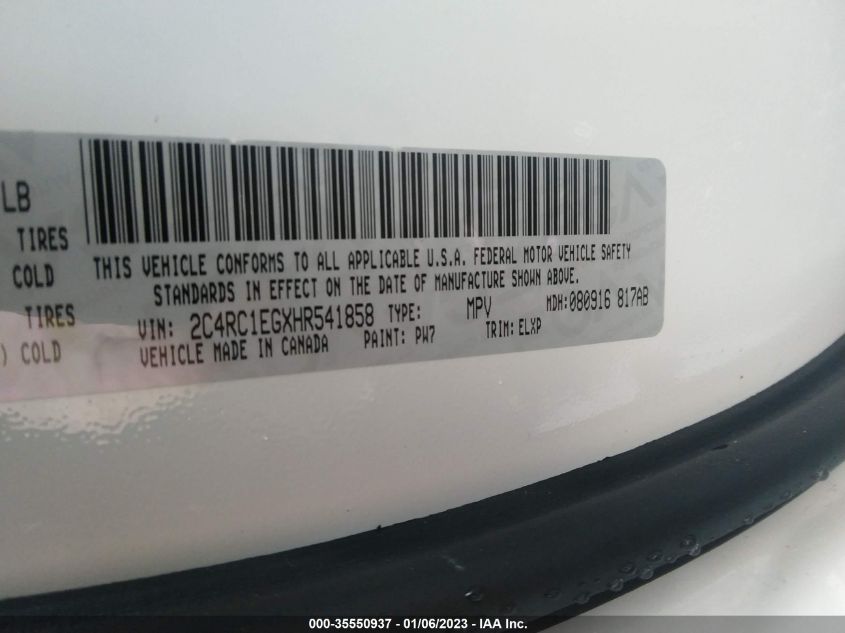 LB
TIRES
COLD
TIRES
) COLD
THIS VEHICLE CONFORMS TO ALL APPLICABLE U.S.A. FEDERAL MOTOR VEHICLE SAFETY
STANDARDS IN EFFECT ON THE DATE OF MANUFACTURE SHOWN ABOVE.
VIN: 2C4RC1EGXHR541858 TYPE: MPV MDH:080916 817AB
VEHICLE MADE IN CANADA PAINT: PW7 TRIM: ELXP
000-35550937 - 01/06/2023 - IAA Inc.